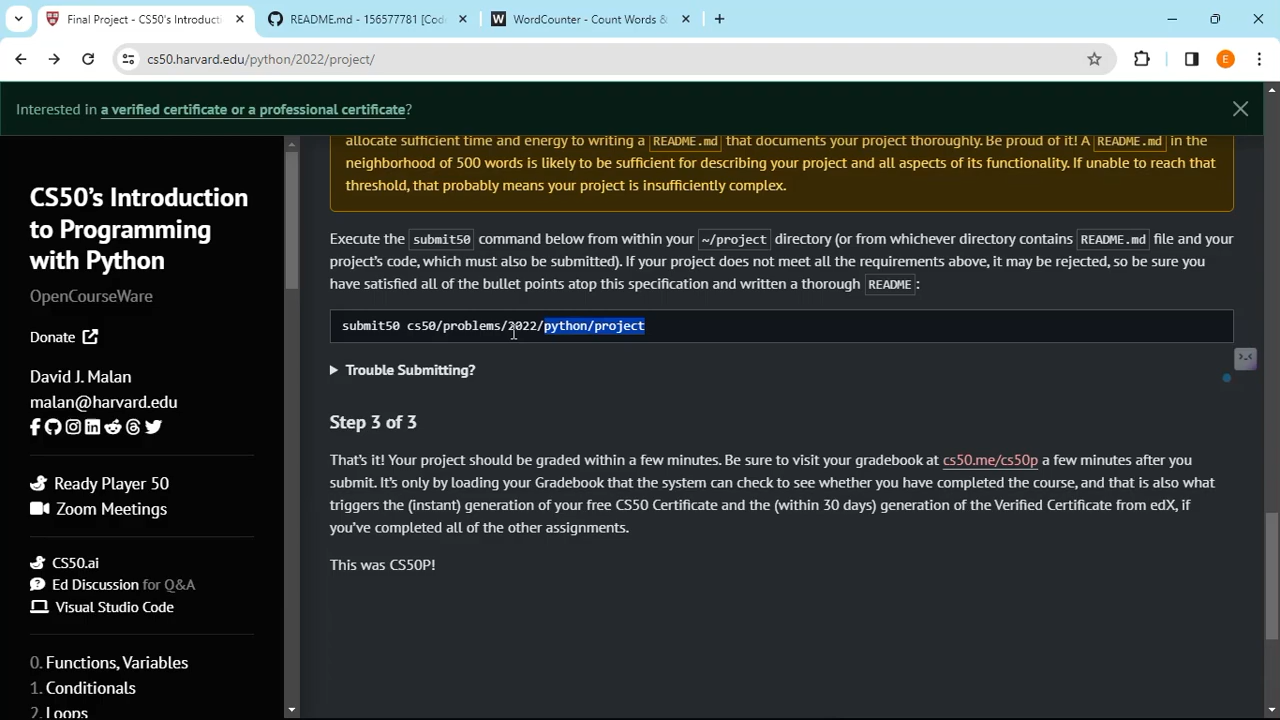 Final Project - CS50's Introducti
README.md - 156577781 [Cod
WordCounter - Count Words &
cs50.harvard.edu/python/2022/project/
E
Interested in a verified certificate or a professional certificate?
CS50's Introduction
to Programming
with Python
OpenCourseWare
Donate
David J. Malan
malan@harvard.edu
Ready Player 50
Zoom Meetings
CS50.ai
Ed Discussion for Q&A
Visual Studio Code
0. Functions, Variables
1. Conditionals
2. Loops
allocate sufficient time and energy to writing a README.md that documents your project thoroughly. Be proud of it! A README.md in the
neighborhood of 500 words is likely to be sufficient for describing your project and all aspects of its functionality. If unable to reach that
threshold, that probably means your project is insufficiently complex.
Execute the submit50 command below from within your ~/project directory (or from whichever directory contains README.md file and your
project's code, which must also be submitted). If your project does not meet all the requirements above, it may be rejected, so be sure you
have satisfied all of the bullet points atop this specification and written a thorough README:
submit50 cs50/problems/2022/python/project
Trouble Submitting?
Step 3 of 3
That's it! Your project should be graded within a few minutes. Be sure to visit your gradebook at cs50.me/cs50p a few minutes after you
submit. It's only by loading your Gradebook that the system can check to see whether you have completed the course, and that is also what
triggers the (instant) generation of your free CS50 Certificate and the (within 30 days) generation of the Verified Certificate from edX, if
you've completed all of the other assignments.
This was CS50P!